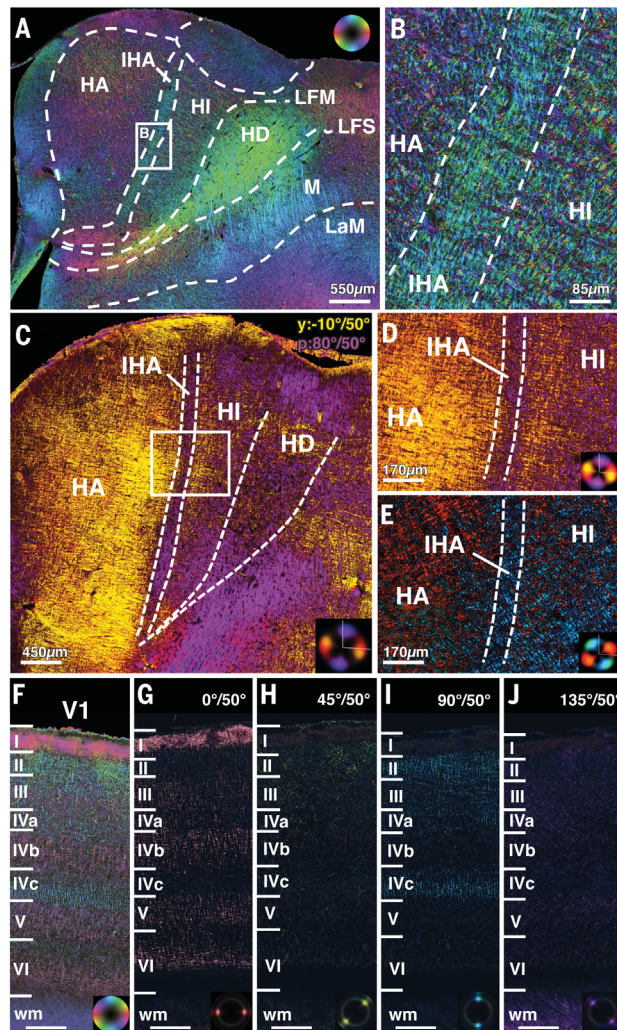 A
HA
IHA
HI
LFM
HD
LFS
B
M
LaM
550µm
B
HA
HI
IHA
85µm
C
y:-10°/50°
p:80°/50°
IHA
HI
HD
HA
450µm
D
IHA
HI
HA
170µm
E
IHA
HI
HA
170µm
F
V1
I
II
III
IVa
IVb
IVc
V
VI
wm
G
0°/50°
I
II
III
IVa
IVb
IVc
V
VI
wm
H
45°/50°
I
II
III
IVa
IVb
IVc
V
VI
wm
I
90°/50°
I
II
III
IVa
IVb
IVc
V
VI
wm
J
135°/50°
I
II
III
IVa
IVb
IVc
V
VI
wm